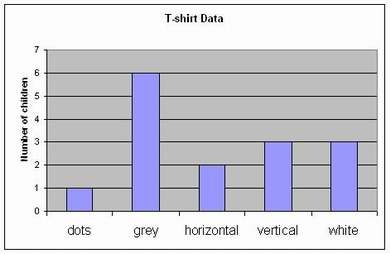 T-shirt Data
Number of children
7
6
5
4
3
2
1
0
dots grey horizontal vertical white